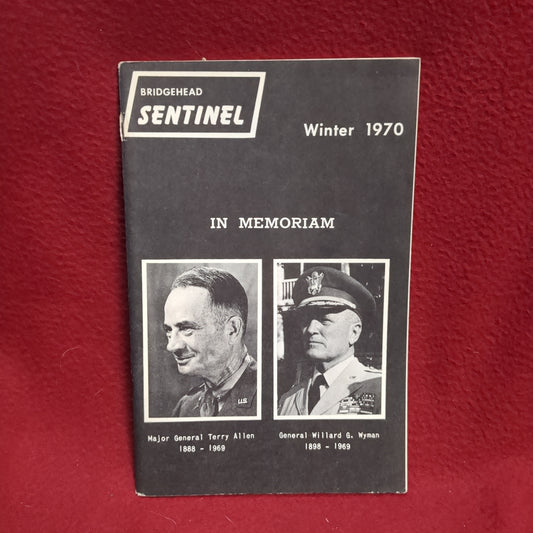 BRIDGEHEAD
SENTINEL
Winter 1970
IN MEMORIAM
U.S.
Major General Terry Allen
1888 - 1969
General Willard G. Wyman
1898 - 1969